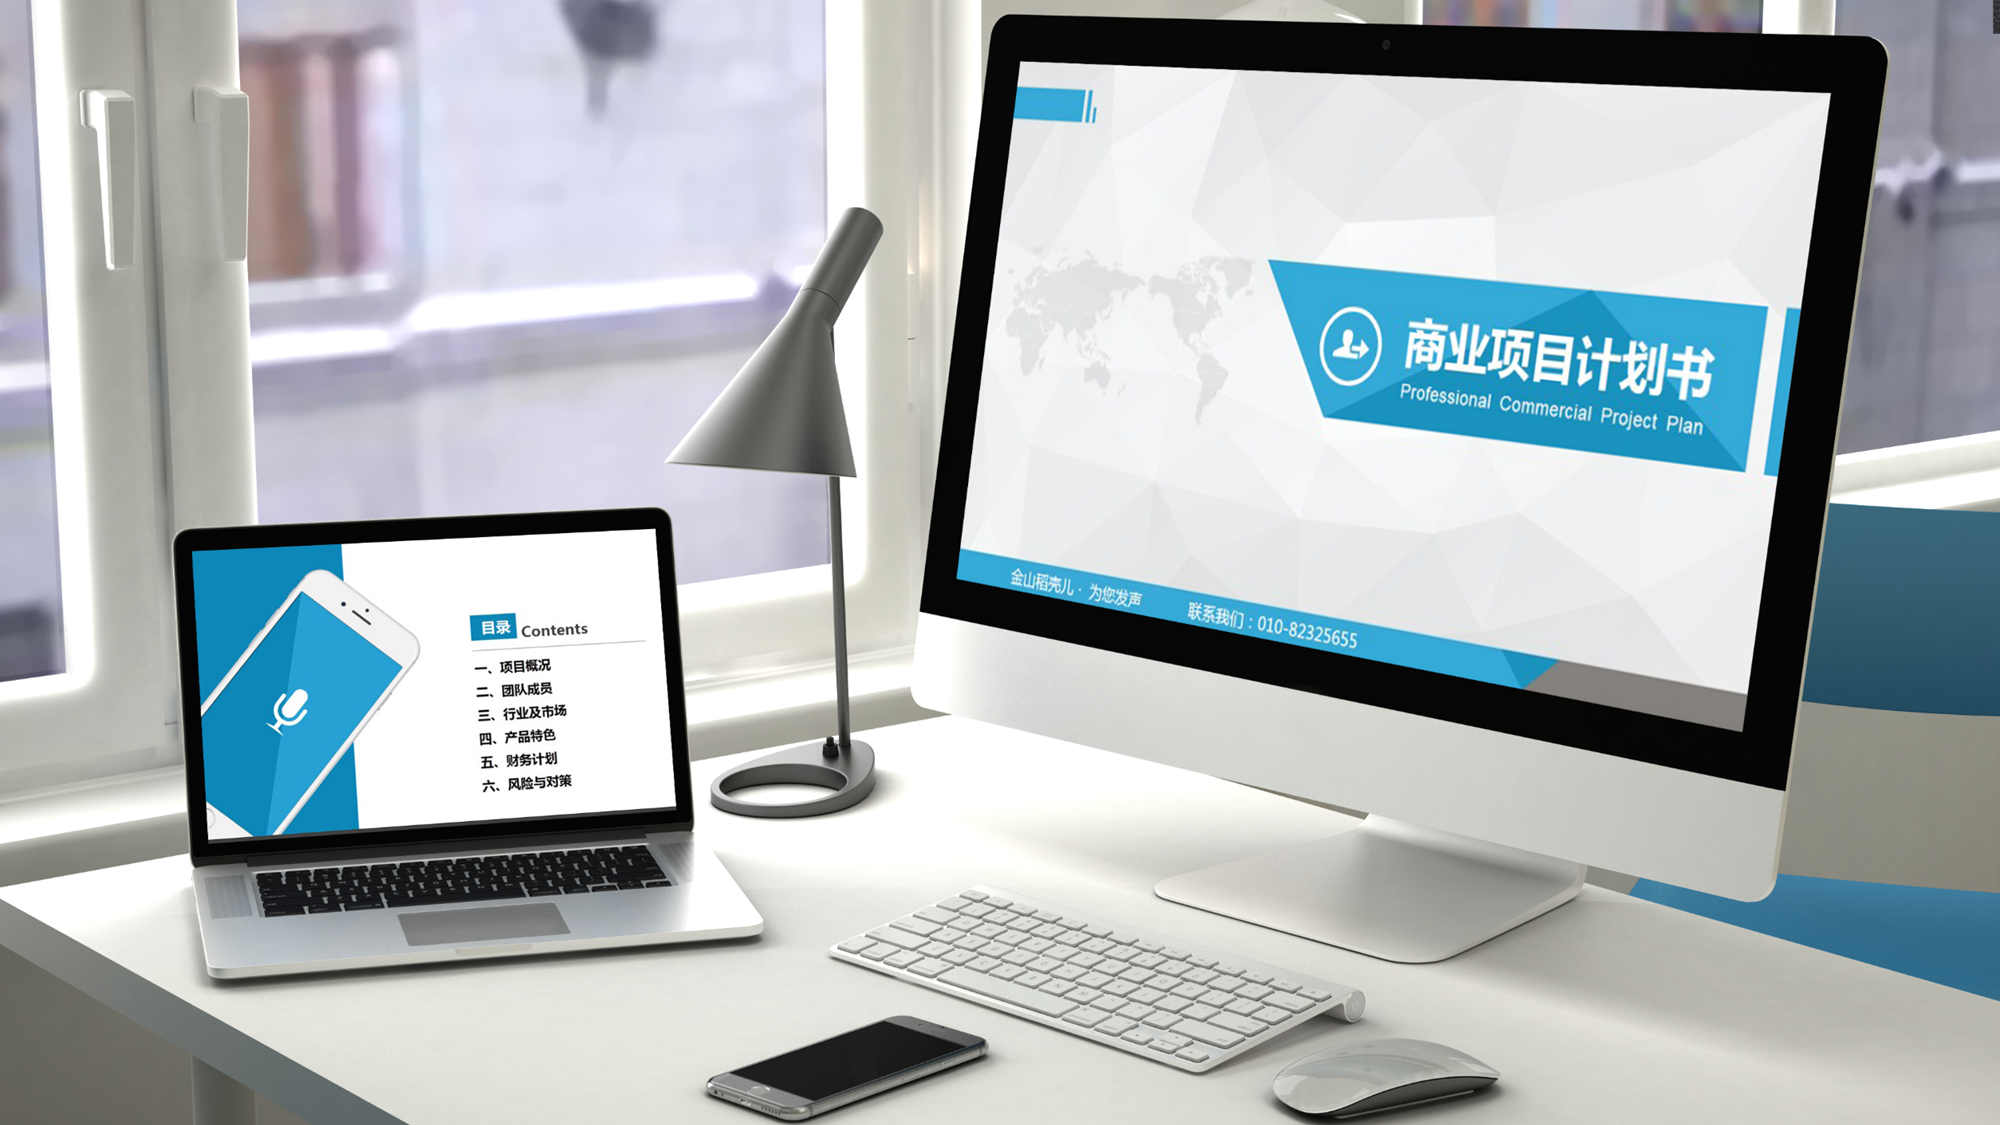 商业项目计划书
Professional Commercial Project Plan
金山稻壳儿 · 为您发声 联系我们：010-82325655
目录 Contents
一、项目概况
二、团队成员
三、行业及市场
四、产品特色
五、财务计划
六、风险与对策